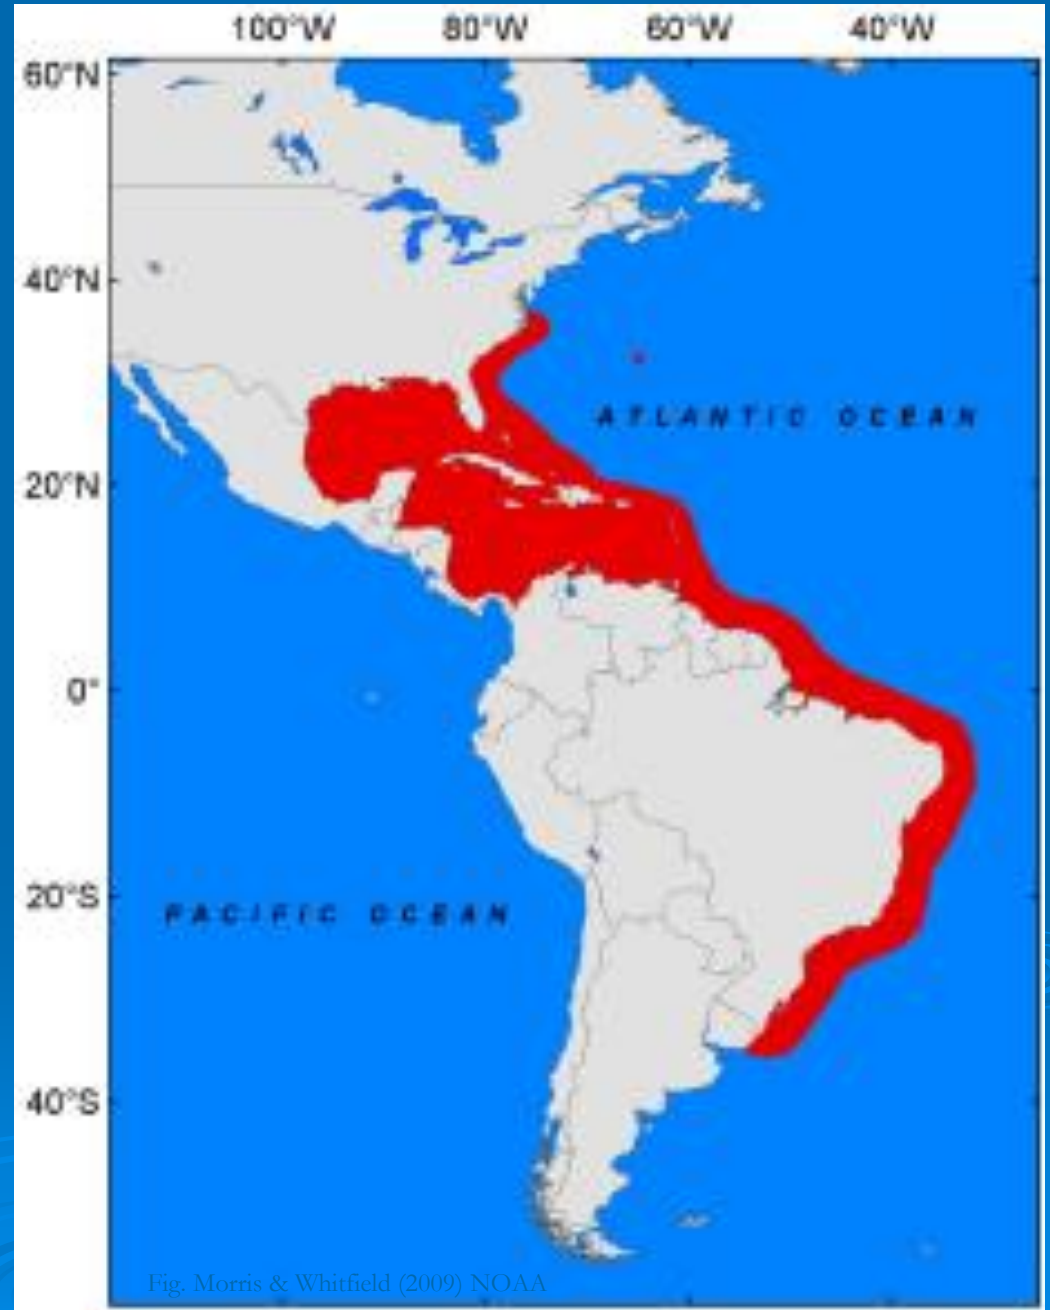 100°W 80°W 60°W 40°W
60°N
40°N
ATLANTIC OCEAN
20°N
0°
20°S
PACIFIC OCEAN
40°S
Fig. Morris & Whitfield (2009) NOAA